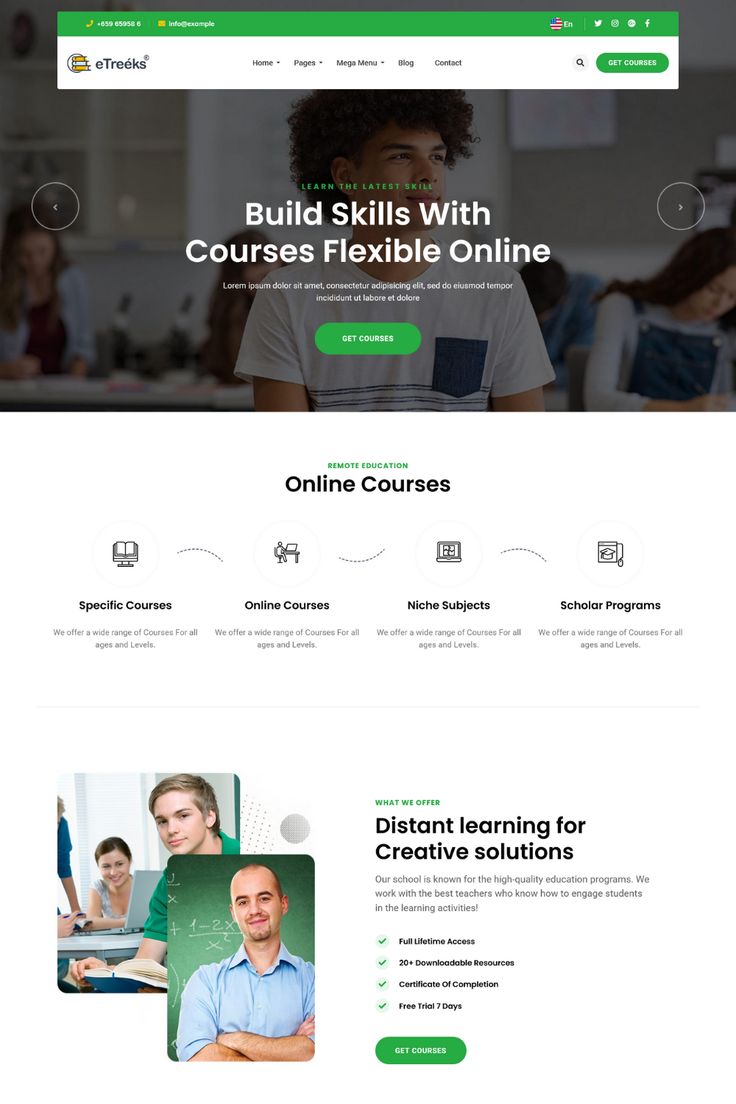 +659 65958 6
info@example
En
eTreéks®
Home
Pages
Mega Menu
Blog
Contact
GET COURSES
LEARN THE LATEST SKILL
Build Skills With
Courses Flexible Online
Lorem ipsum dolor sit amet, consectetur adipisicing elit, sed do eiusmod tempor
incididunt ut labore et dolore
GET COURSES
REMOTE EDUCATION
Online Courses
Specific Courses
We offer a wide range of Courses For all
ages and Levels.
Online Courses
We offer a wide range of Courses For all
ages and Levels.
Niche Subjects
We offer a wide range of Courses For all
ages and Levels.
Scholar Programs
We offer a wide range of Courses For all
ages and Levels.
WHAT WE OFFER
Distant learning for
Creative solutions
Our school is known for the high-quality education programs. We
work with the best teachers who know how to engage students
in the learning activities!
Full Lifetime Access
20+ Downloadable Resources
Certificate Of Completion
Free Trial 7 Days
GET COURSES